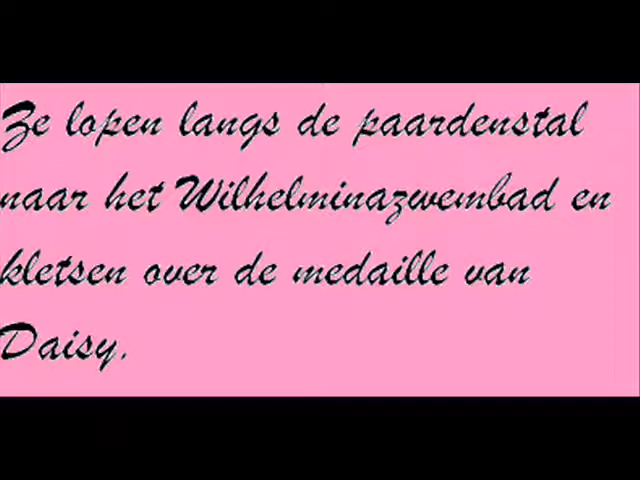 Ze lopen langs de paardenstal
naar het Wilhelminazwembad en
kletsen over de medaille van
Daisy.